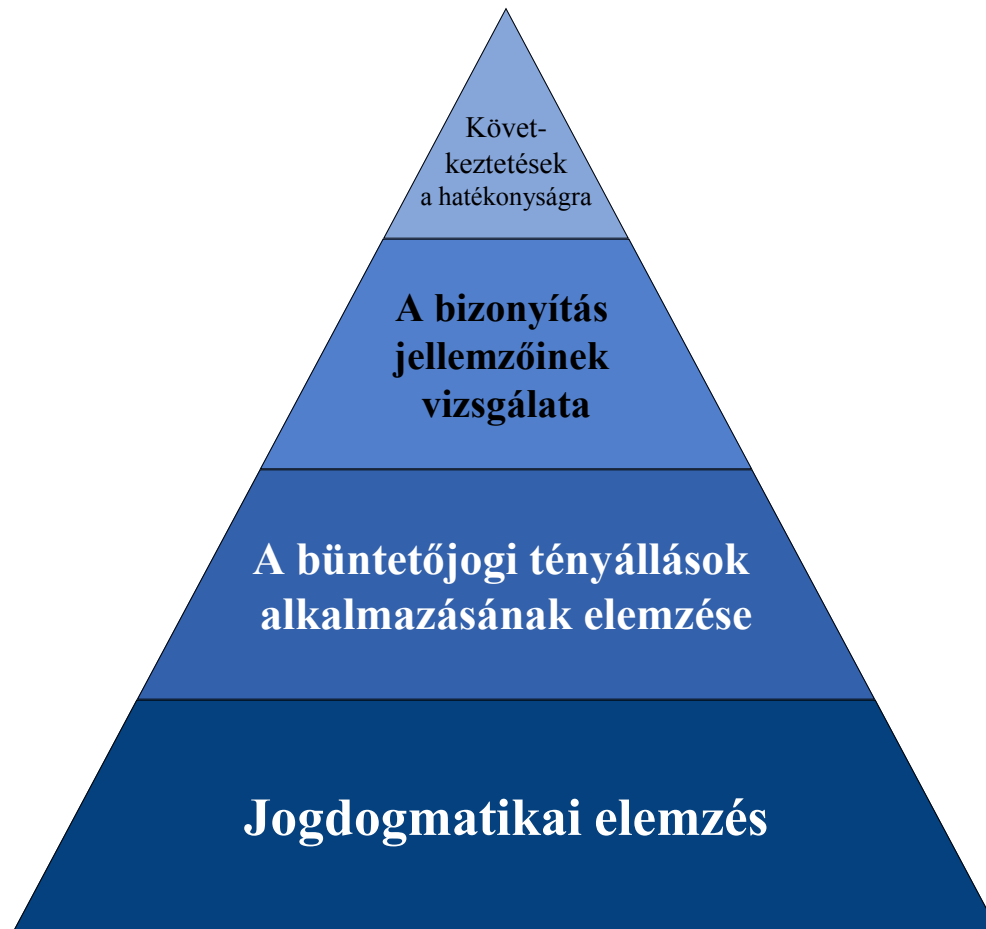 Követ-
keztetések
a hatékonyságra
A bizonyítás
jellemzőinek
vizsgálata
A büntetőjogi tényállások
alkalmazásának elemzése
Jogdogmatikai elemzés